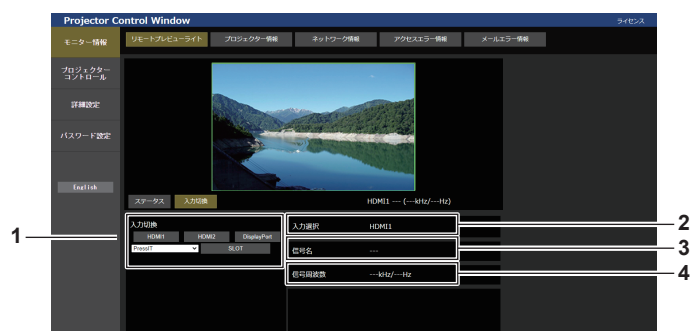 Projector Control Window
ライセンス
モニター情報
リモートプレビューライト
プロジェクター情報
ネットワーク情報
アクセスエラー情報
メールエラー情報
プロジェクター
コントロール
詳細設定
パスワード設定
English
ステータス
入力切換
HDMI1 --- (---kHz/---Hz)
1
入力切換
HDMI1
HDMI2
DisplayPort
PressIT
SLOT
入力選択
HDMI1
2
信号名
---
3
信号周波数
---kHz/---Hz
4